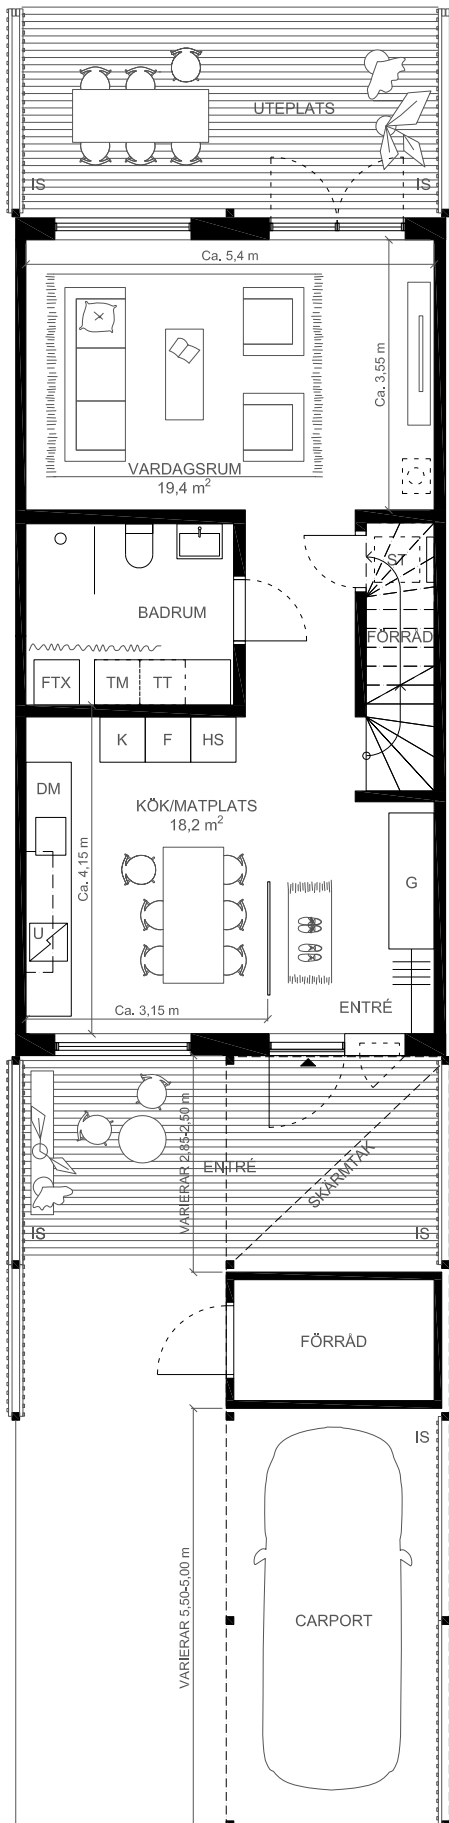 UTEPLATS
IS
IS
Ca. 5,4 m
Ca. 3,55 m
VARDAGSRUM
19,4 m²
ST
BADRUM
FÖRRÅD
FTX
TM
TT
K
F
HS
DM
KÖK/MATPLATS
18,2 m²
Ca. 4,15 m
G
U
ENTRÉ
Ca. 3,15 m
VARIERAR 2,85-2,50 m
ENTRÉ
SKÄRMTAK
IS
IS
FÖRRÅD
IS
VARIERAR 5,50-5,00 m
CARPORT